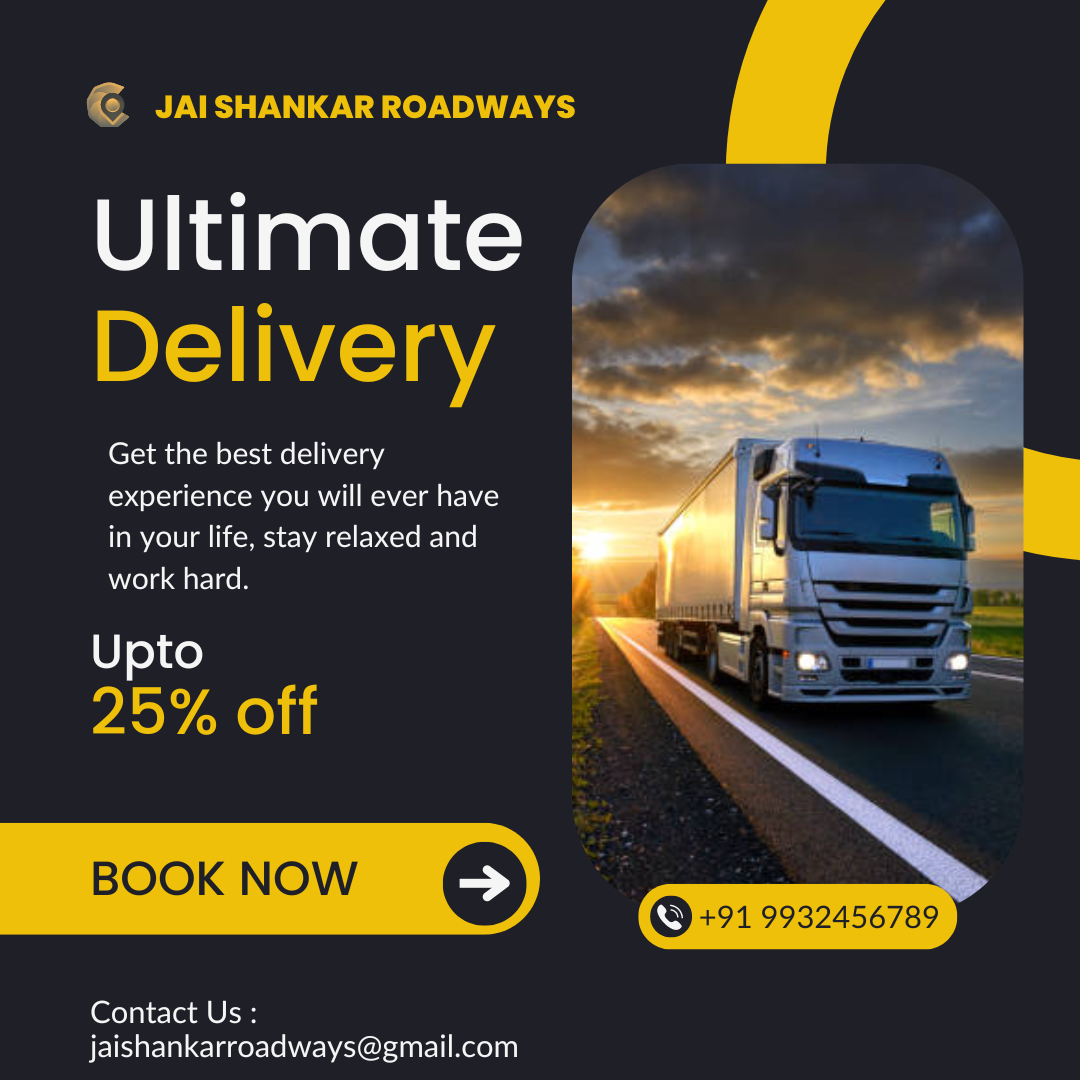 JAI SHANKAR ROADWAYS
Ultimate
Delivery
Get the best delivery
experience you will ever have
in your life, stay relaxed and
work hard.
Upto
25% off
BOOK NOW
+91 9932456789
Contact Us :
jaishankarroadways@gmail.com